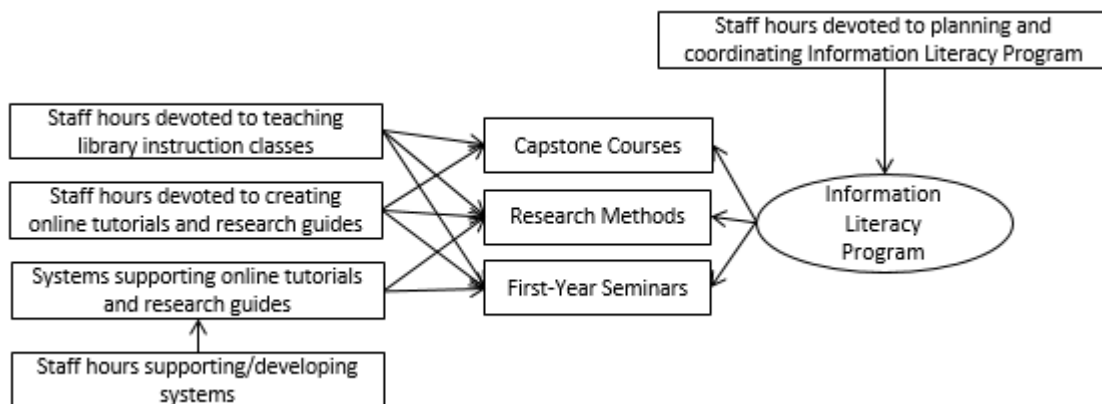 Staff hours devoted to planning and
coordinating Information Literacy Program
Staff hours devoted to teaching
library instruction classes
Capstone Courses
Staff hours devoted to creating
online tutorials and research guides
Research Methods
Information
Literacy
Program
Systems supporting online tutorials
and research guides
First-Year Seminars
Staff hours supporting/developing
systems